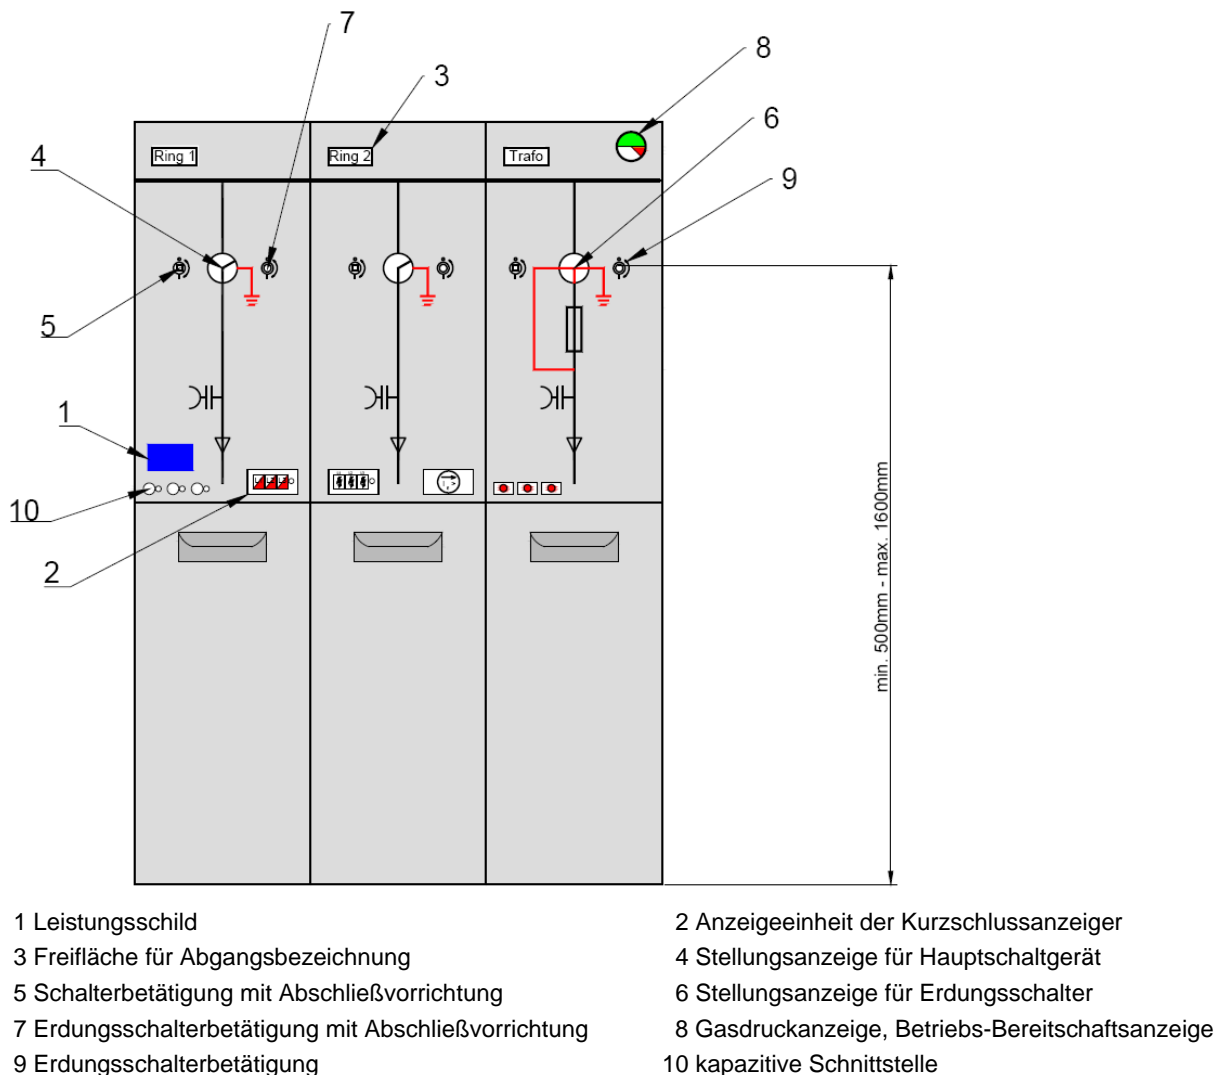 7
8
3
6
4
Ring 1
Ring 2
Trafo
9
5
1
10
2
min. 500mm - max. 1600mm
1 Leistungsschild
2 Anzeigeeinheit der Kurzschlussanzeiger
3 Freifläche für Abgangsbezeichnung
4 Stellungsanzeige für Hauptschaltgerät
5 Schalterbetätigung mit Abschließvorrichtung
6 Stellungsanzeige für Erdungsschalter
7 Erdungsschalterbetätigung mit Abschließvorrichtung
8 Gasdruckanzeige, Betriebs-Bereitschaftsanzeige
9 Erdungsschalterbetätigung
10 kapazitive Schnittstelle